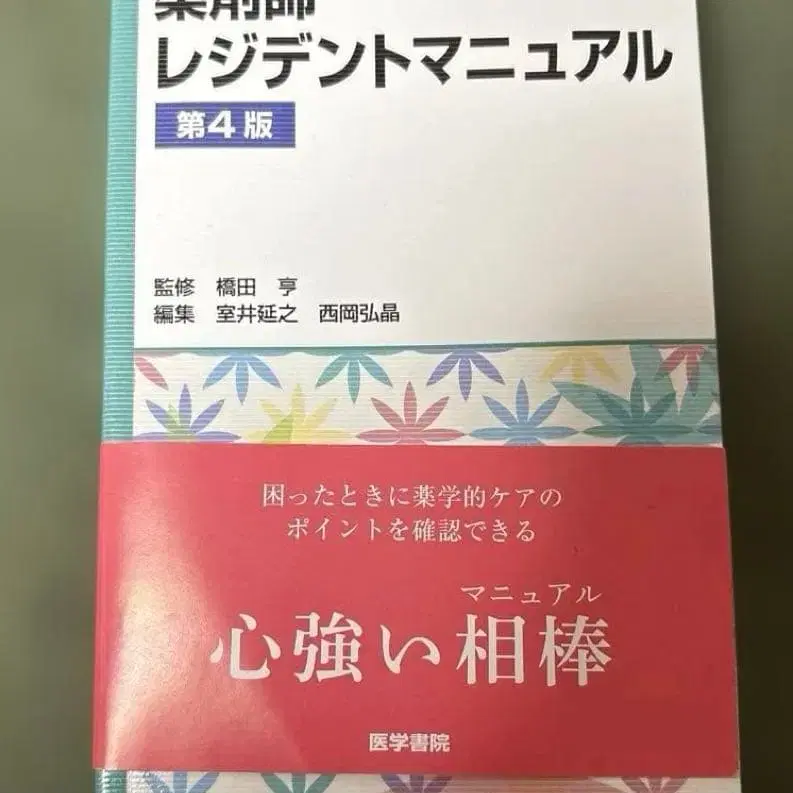 薬剤師
レジデントマニュアル
第4版
監修 橋田 亨
編集 室井延之 西岡弘晶
困ったときに薬学的ケアの
ポイントを確認できる
マニュアル
心強い相棒
医学書院